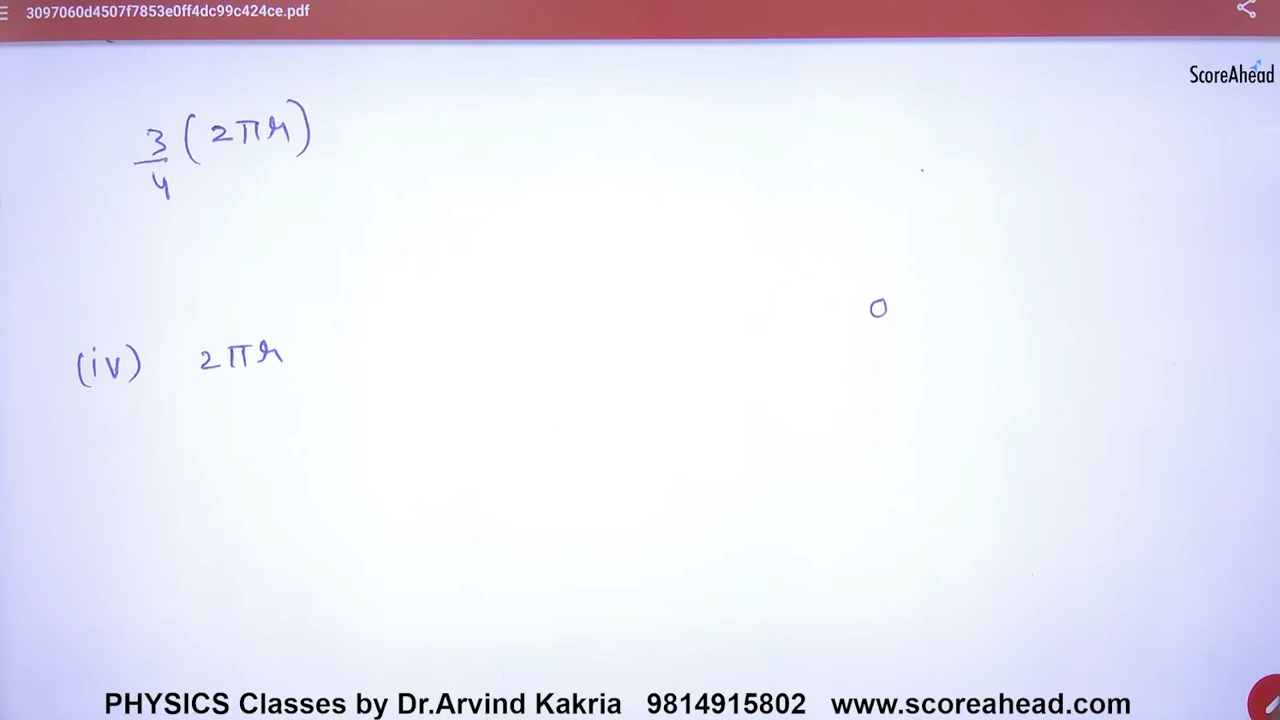 3097060d4507f7853e0ff4dc99c424ce.pdf
ScoreAhead
3/4 (2πr)
0
(iv) 2πr
PHYSICS Classes by Dr.Arvind Kakria 9814915802 www.scoreahead.com